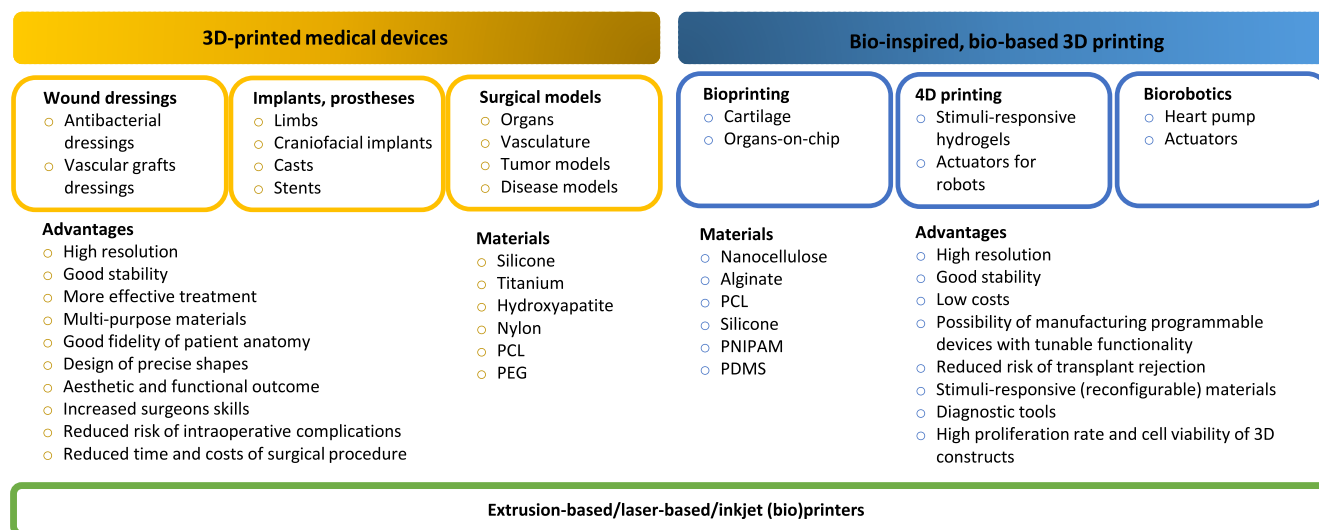 3D-printed medical devices
Wound dressings
Antibacterial
dressings
Vascular grafts
dressings
Implants, prostheses
Limbs
Craniofacial implants
Casts
Stents
Surgical models
Organs
Vasculature
Tumor models
Disease models
Advantages
High resolution
Good stability
More effective treatment
Multi-purpose materials
Good fidelity of patient anatomy
Design of precise shapes
Aesthetic and functional outcome
Increased surgeons skills
Reduced risk of intraoperative complications
Reduced time and costs of surgical procedure
Materials
Silicone
Titanium
Hydroxyapatite
Nylon
PCL
PEG
Bio-inspired, bio-based 3D printing
Bioprinting
Cartilage
Organs-on-chip
4D printing
Stimuli-responsive
hydrogels
Actuators for
robots
Biorobotics
Heart pump
Actuators
Materials
Nanocellulose
Alginate
PCL
Silicone
PNIPAM
PDMS
Advantages
High resolution
Good stability
Low costs
Possibility of manufacturing programmable
devices with tunable functionality
Reduced risk of transplant rejection
Stimuli-responsive (reconfigurable) materials
Diagnostic tools
High proliferation rate and cell viability of 3D
constructs
Extrusion-based/laser-based/inkjet (bio)printers